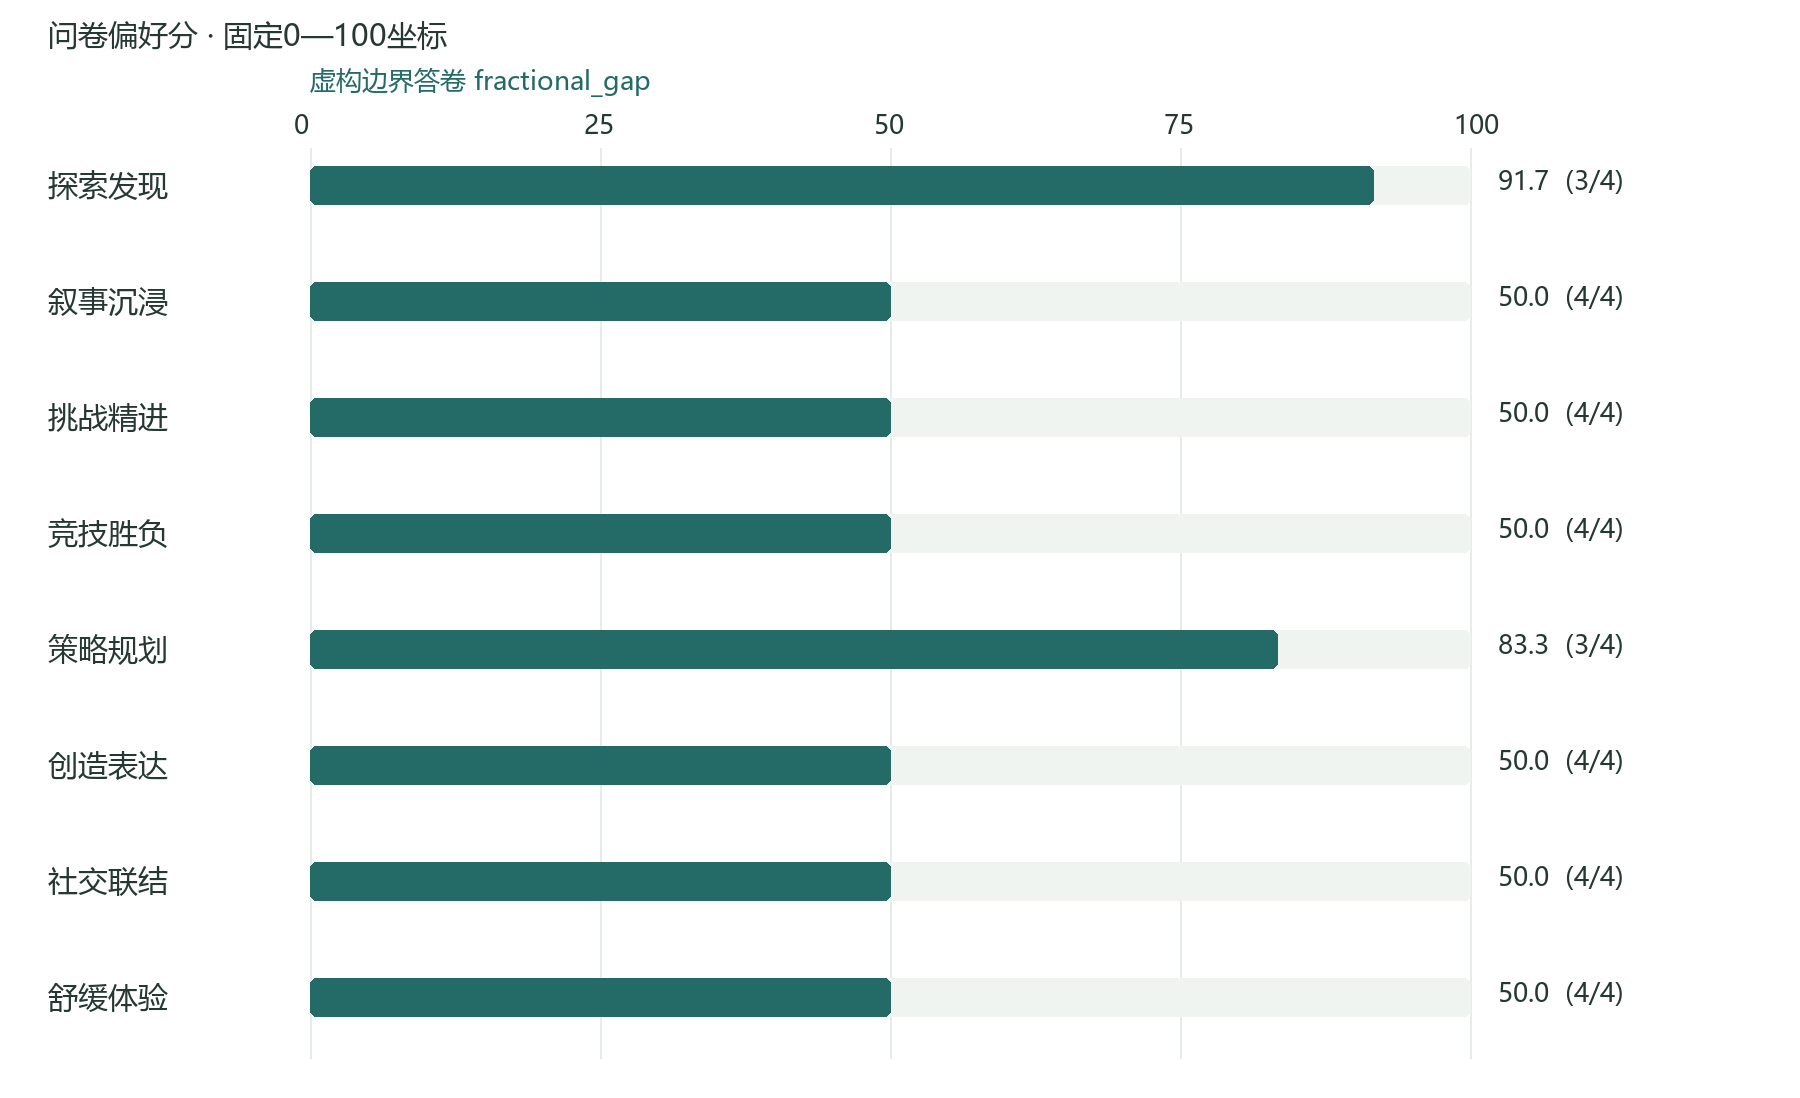 问卷偏好分 · 固定0—100坐标
虚构边界答卷 fractional_gap
0 25 50 75 100
探索发现 91.7 (3/4)
叙事沉浸 50.0 (4/4)
挑战精进 50.0 (4/4)
竞技胜负 50.0 (4/4)
策略规划 83.3 (3/4)
创造表达 50.0 (4/4)
社交联结 50.0 (4/4)
舒缓体验 50.0 (4/4)